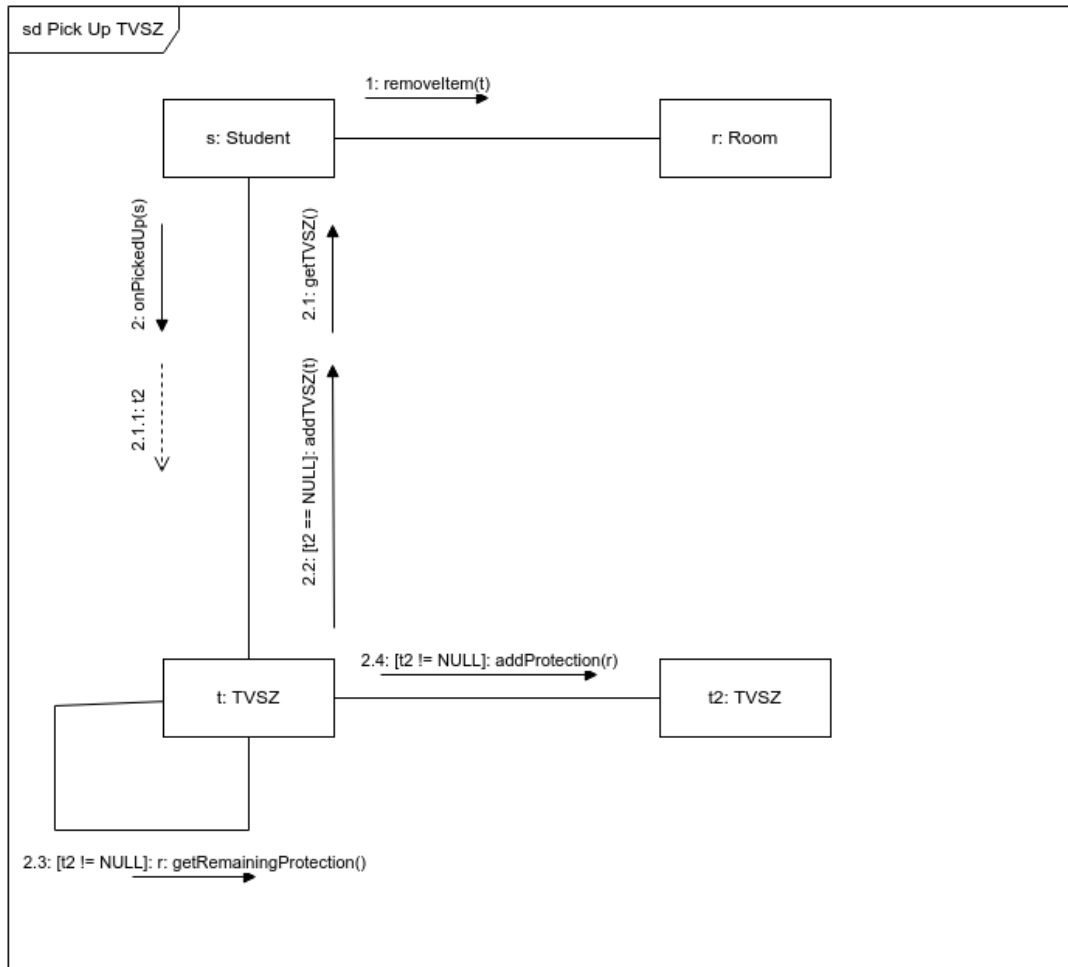 sd Pick Up TVSZ
1: removeItem(t)
s: Student
r: Room
2: onPickedUp(s)
2.1: getTVSZ()
2.1.1: t2
2.2: [t2 == NULL]: addTVSZ(t)
2.4: [t2 != NULL]: addProtection(r)
t: TVSZ
t2: TVSZ
2.3: [t2 != NULL]: r: getRemainingProtection()